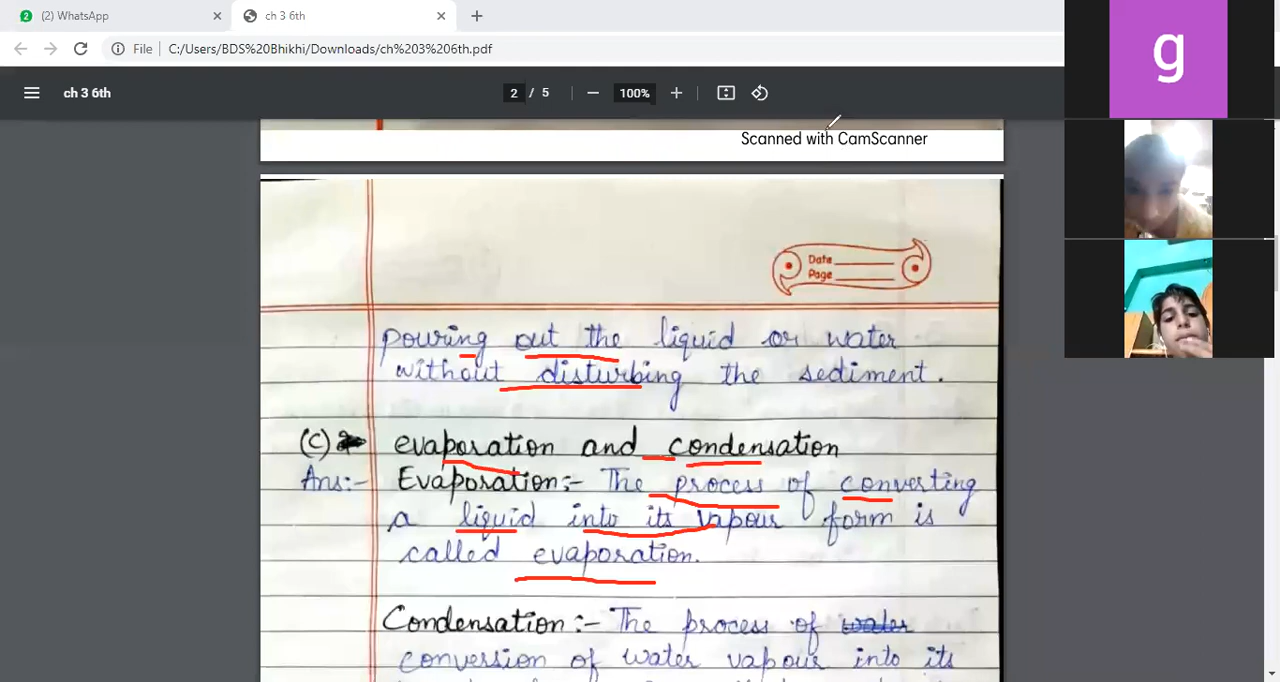 2 (2) WhatsApp
ch 3 6th
File C:/Users/BDS%20Bhikhi/Downloads/ch%203%206th.pdf
ch 3 6th 2 / 5 100%
g
Scanned with CamScanner
Date
Page
pouring out the liquid or water
without disturbing the sediment.
(C) evaporation and condensation
Ans:- Evaporation:- The process of converting
a liquid into its vapour form is
called evaporation.
Condensation:- The process of water
conversion of water vapour into its